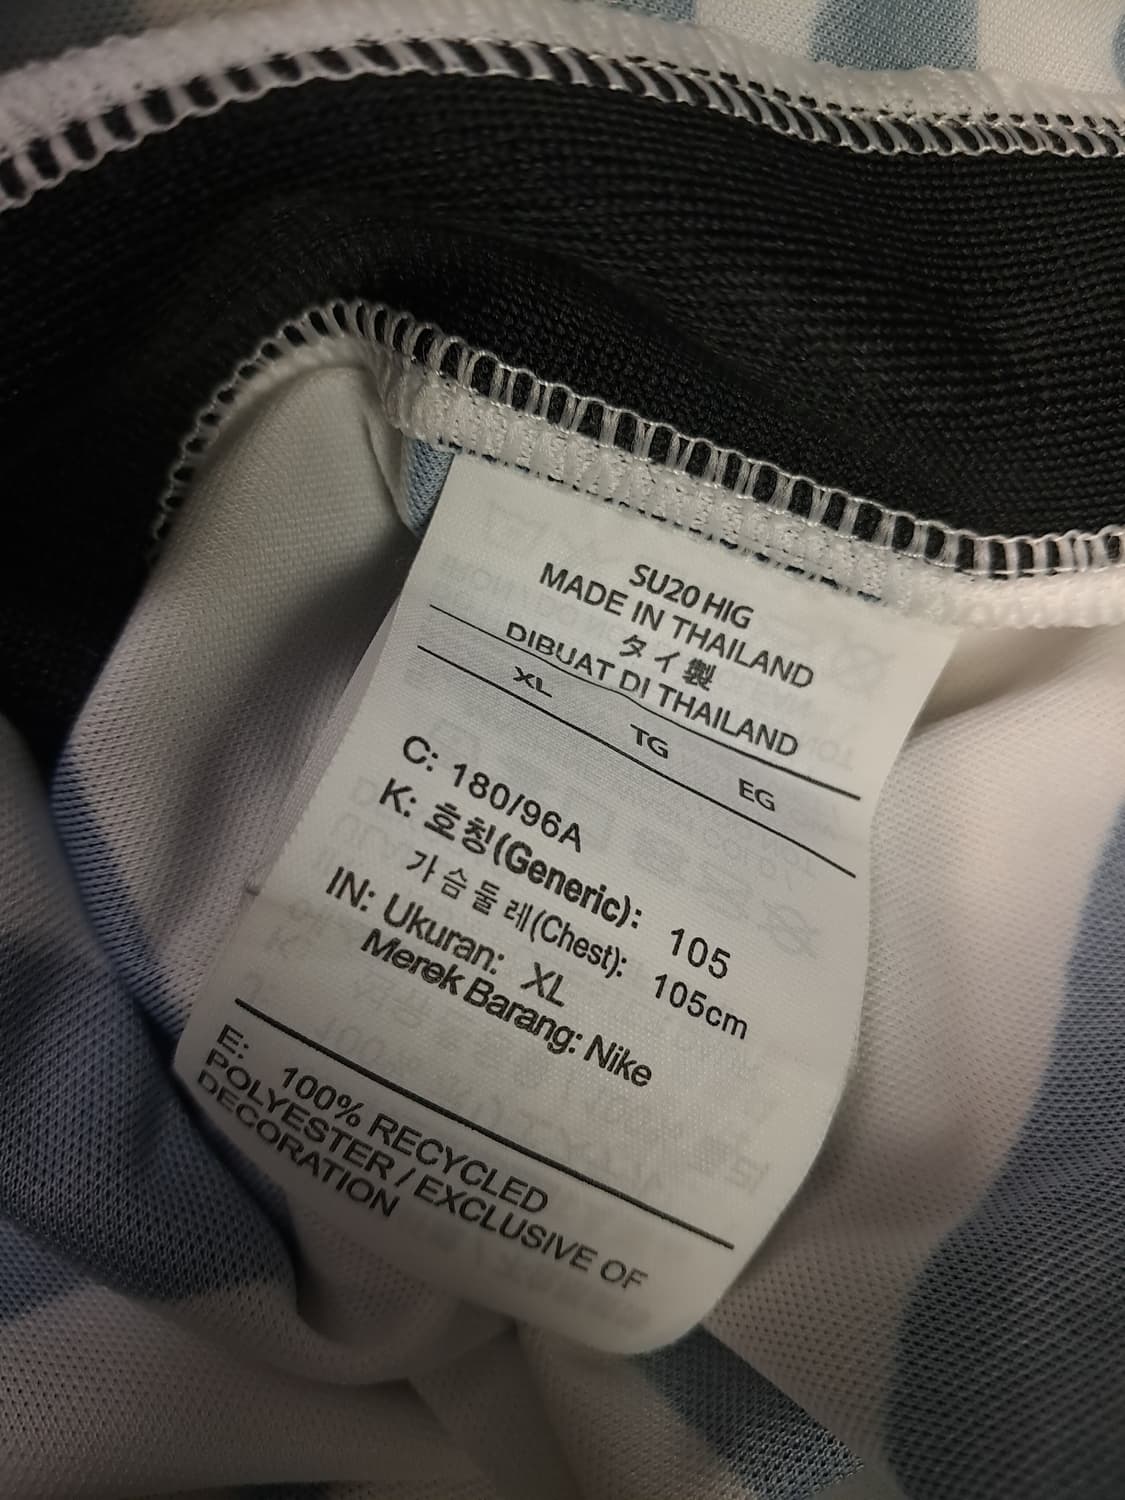 SU20 HIG
MADE IN THAILAND
タイ製
DIBUAT DI THAILAND
XL TG EG
C: 180/96A
K: 호칭(Generic): 105
가슴둘레(Chest): 105cm
IN: Ukuran: XL
Merek Barang: Nike
E:
100% RECYCLED
POLYESTER / EXCLUSIVE OF
DECORATION